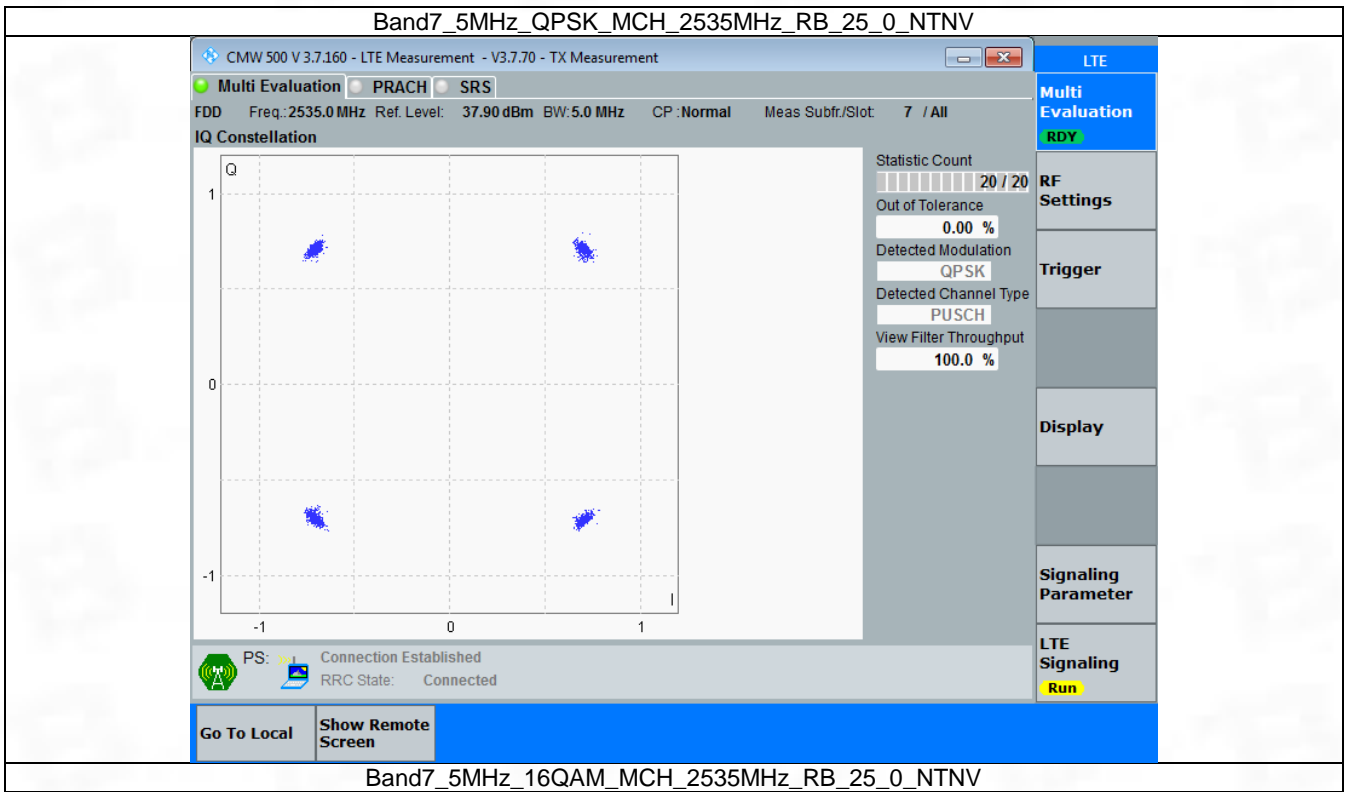 Band7_5MHz_QPSK_MCH_2535MHz_RB_25_0_NTNV
CMW 500 V 3.7.160 - LTE Measurement - V3.7.70 - TX Measurement
LTE
Multi Evaluation PRACH SRS
FDD Freq.:2535.0 MHz Ref. Level: 37.90 dBm BW:5.0 MHz CP :Normal Meas Subfr./Slot: 7 / All
IQ Constellation
Q
1
0
-1
I
-1 0 1
Statistic Count
20 / 20
Out of Tolerance
0.00 %
Detected Modulation
QPSK
Detected Channel Type
PUSCH
View Filter Throughput
100.0 %
Multi
Evaluation
RDY
RF
Settings
Trigger
Display
Signaling
Parameter
LTE
Signaling
Run
PS: Connection Established
RRC State: Connected
Go To Local
Show Remote
Screen
Band7_5MHz_16QAM_MCH_2535MHz_RB_25_0_NTNV